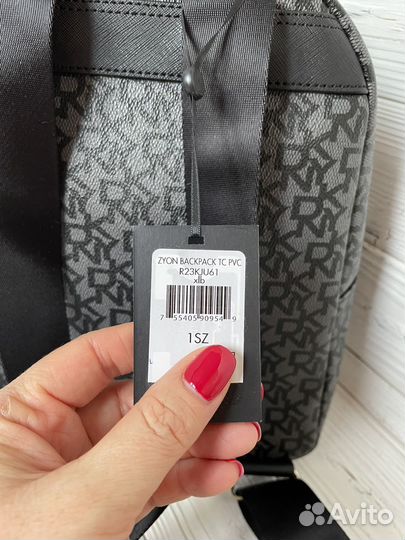 ZYON BACKPACK TC PVC
R23KJU61
xlb
7 55405 90954 9
1SZ
L
Avito